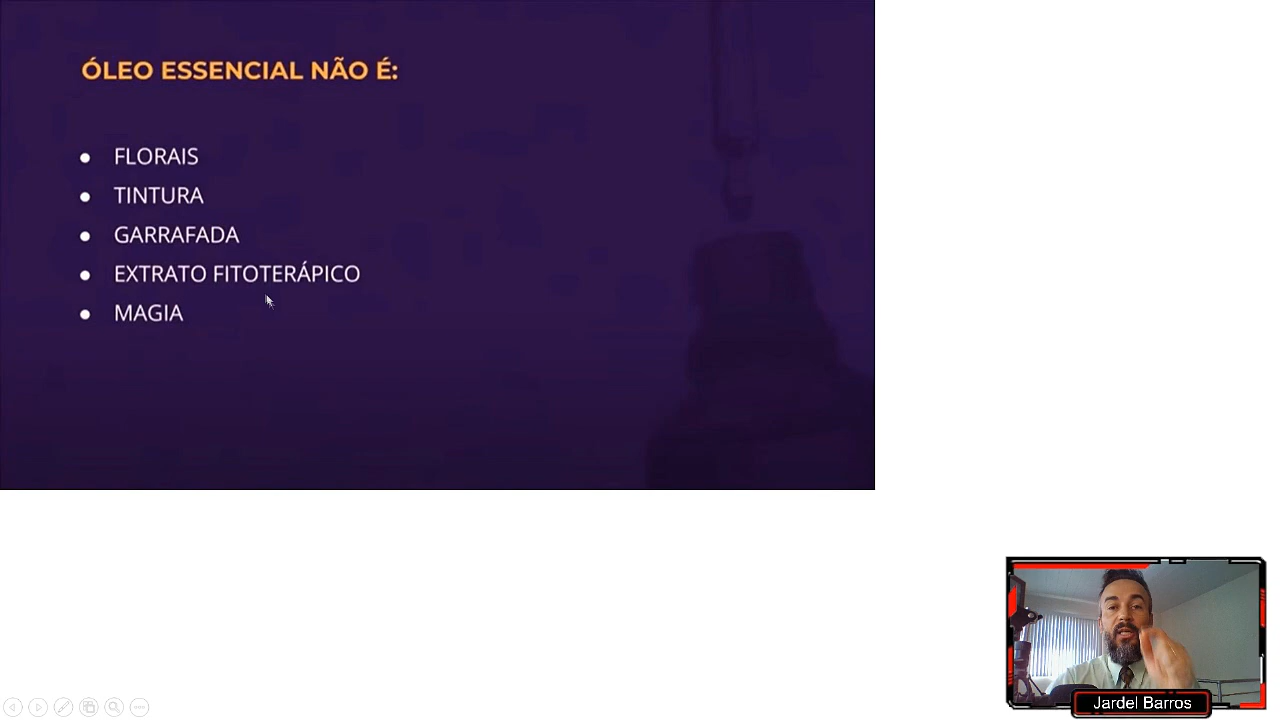 ÓLEO ESSENCIAL NÃO É:
● FLORAIS
● TINTURA
● GARRAFADA
● EXTRATO FITOTERÁPICO
● MAGIA
Jardel Barros